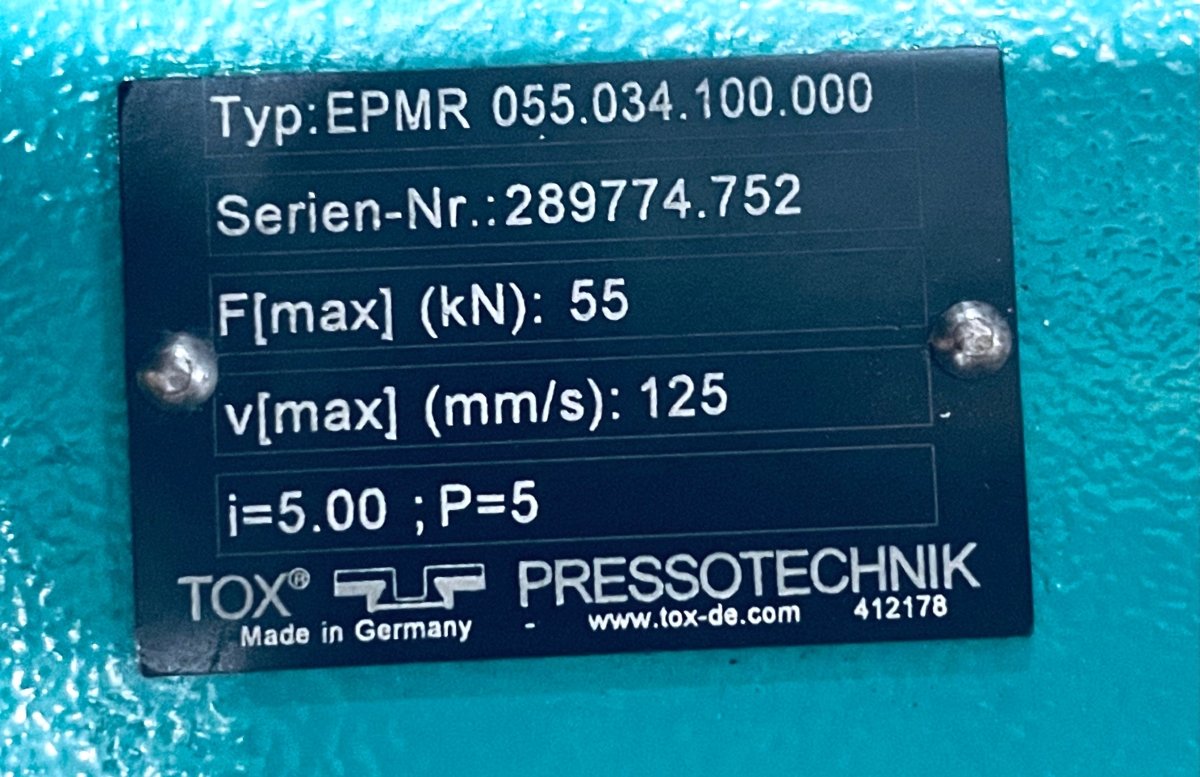 Typ:EPMR 055.034.100.000
Serien-Nr.:289774.752
F[max] (kN): 55
v[max] (mm/s): 125
i=5.00 ;P=5
TOX® PRESSOTECHNIK
Made in Germany - www.tox-de.com 412178